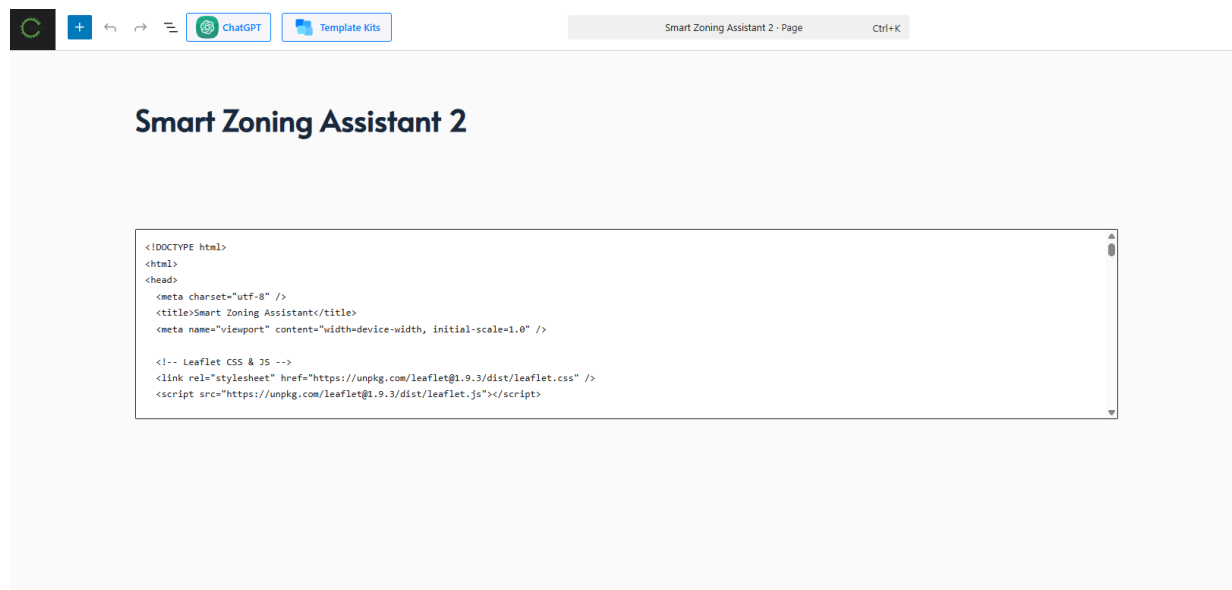 ChatGPT
Template Kits
Smart Zoning Assistant 2 · Page
Ctrl+K
Smart Zoning Assistant 2
<!DOCTYPE html>
<html>
<head>
<meta charset="utf-8" />
<title>Smart Zoning Assistant</title>
<meta name="viewport" content="width=device-width, initial-scale=1.0" />
<!-- Leaflet CSS & JS -->
<link rel="stylesheet" href="https://unpkg.com/leaflet@1.9.3/dist/leaflet.css" />
<script src="https://unpkg.com/leaflet@1.9.3/dist/leaflet.js"></script>